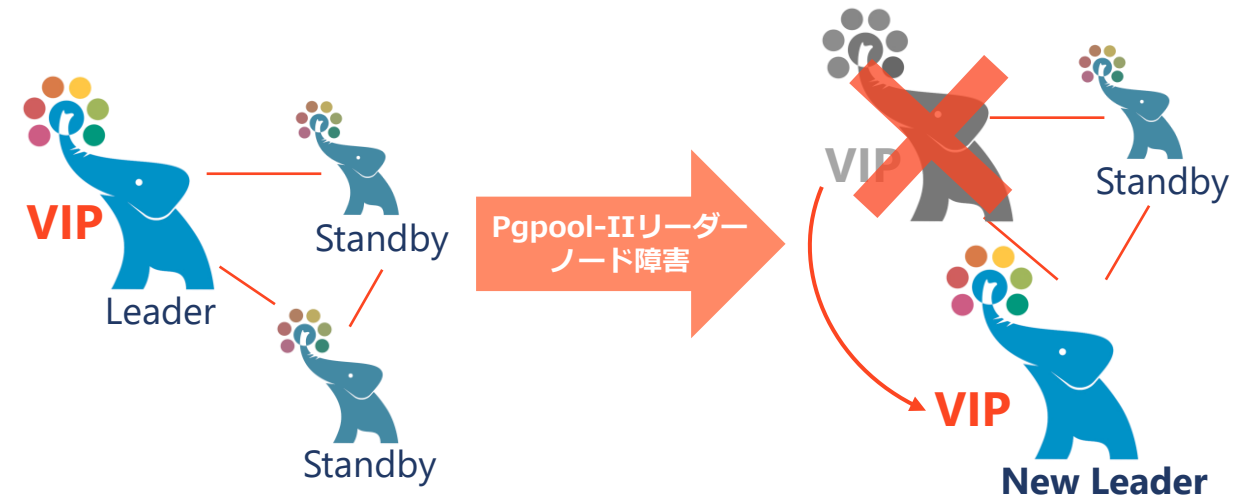 VIP
Leader
Standby
Standby
Pgpool-IIリーダー
ノード障害
VIP
Standby
VIP
New Leader